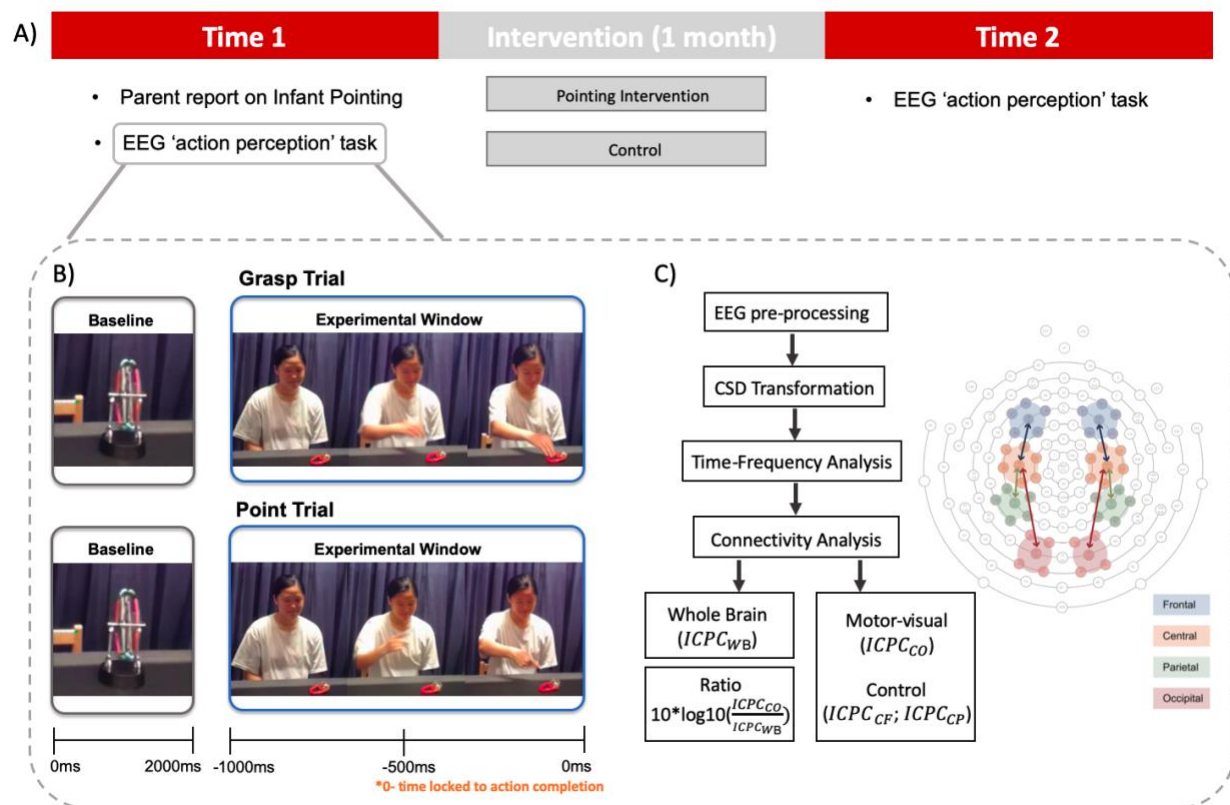 A)
Time 1
Intervention (1 month)
Time 2
• Parent report on Infant Pointing
• EEG ‘action perception’ task
Pointing Intervention
Control
• EEG ‘action perception’ task
B)
Grasp Trial
Baseline
Experimental Window
Point Trial
Baseline
Experimental Window
0ms
2000ms
-1000ms
-500ms
0ms
*0- time locked to action completion
C)
EEG pre-processing
CSD Transformation
Time-Frequency Analysis
Connectivity Analysis
Whole Brain
(ICPC_WB)
Ratio
10*log10(ICPC_CO/ICPC_WB)
Motor-visual
(ICPC_CO)
Control
(ICPC_CF; ICPC_CP)
Frontal
Central
Parietal
Occipital